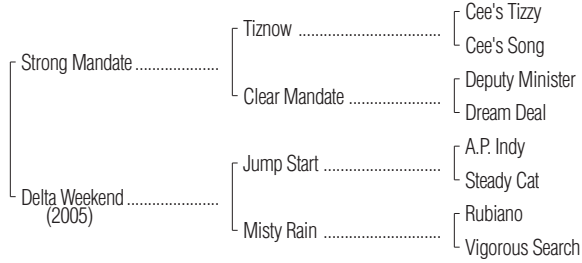 Cee's Tizzy
Tiznow ........................................
Cee's Song
Strong Mandate .....................
Deputy Minister
Clear Mandate .........................
Dream Deal
A.P. Indy
Jump Start ................................
Steady Cat
Delta Weekend .......................
(2005)
Rubiano
Misty Rain ................................
Vigorous Search